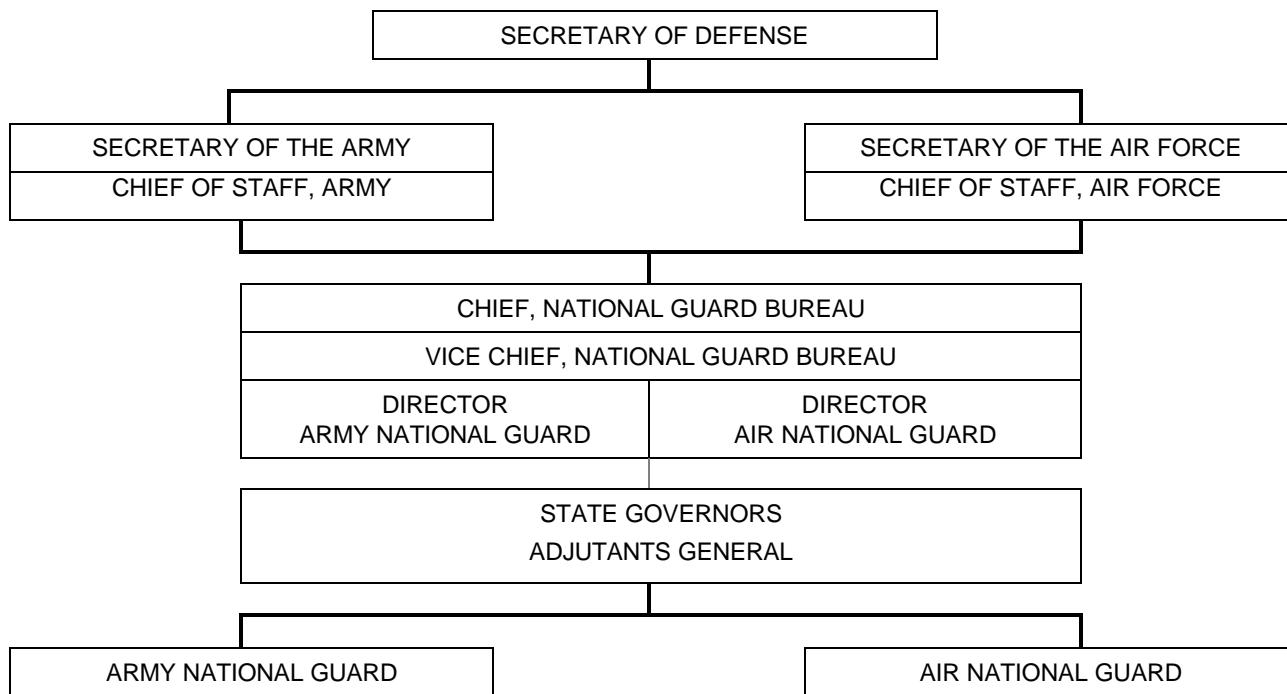 SECRETARY OF DEFENSE
SECRETARY OF THE ARMY
CHIEF OF STAFF, ARMY
SECRETARY OF THE AIR FORCE
CHIEF OF STAFF, AIR FORCE
CHIEF, NATIONAL GUARD BUREAU
VICE CHIEF, NATIONAL GUARD BUREAU
DIRECTOR
ARMY NATIONAL GUARD
DIRECTOR
AIR NATIONAL GUARD
STATE GOVERNORS
ADJUTANTS GENERAL
ARMY NATIONAL GUARD
AIR NATIONAL GUARD